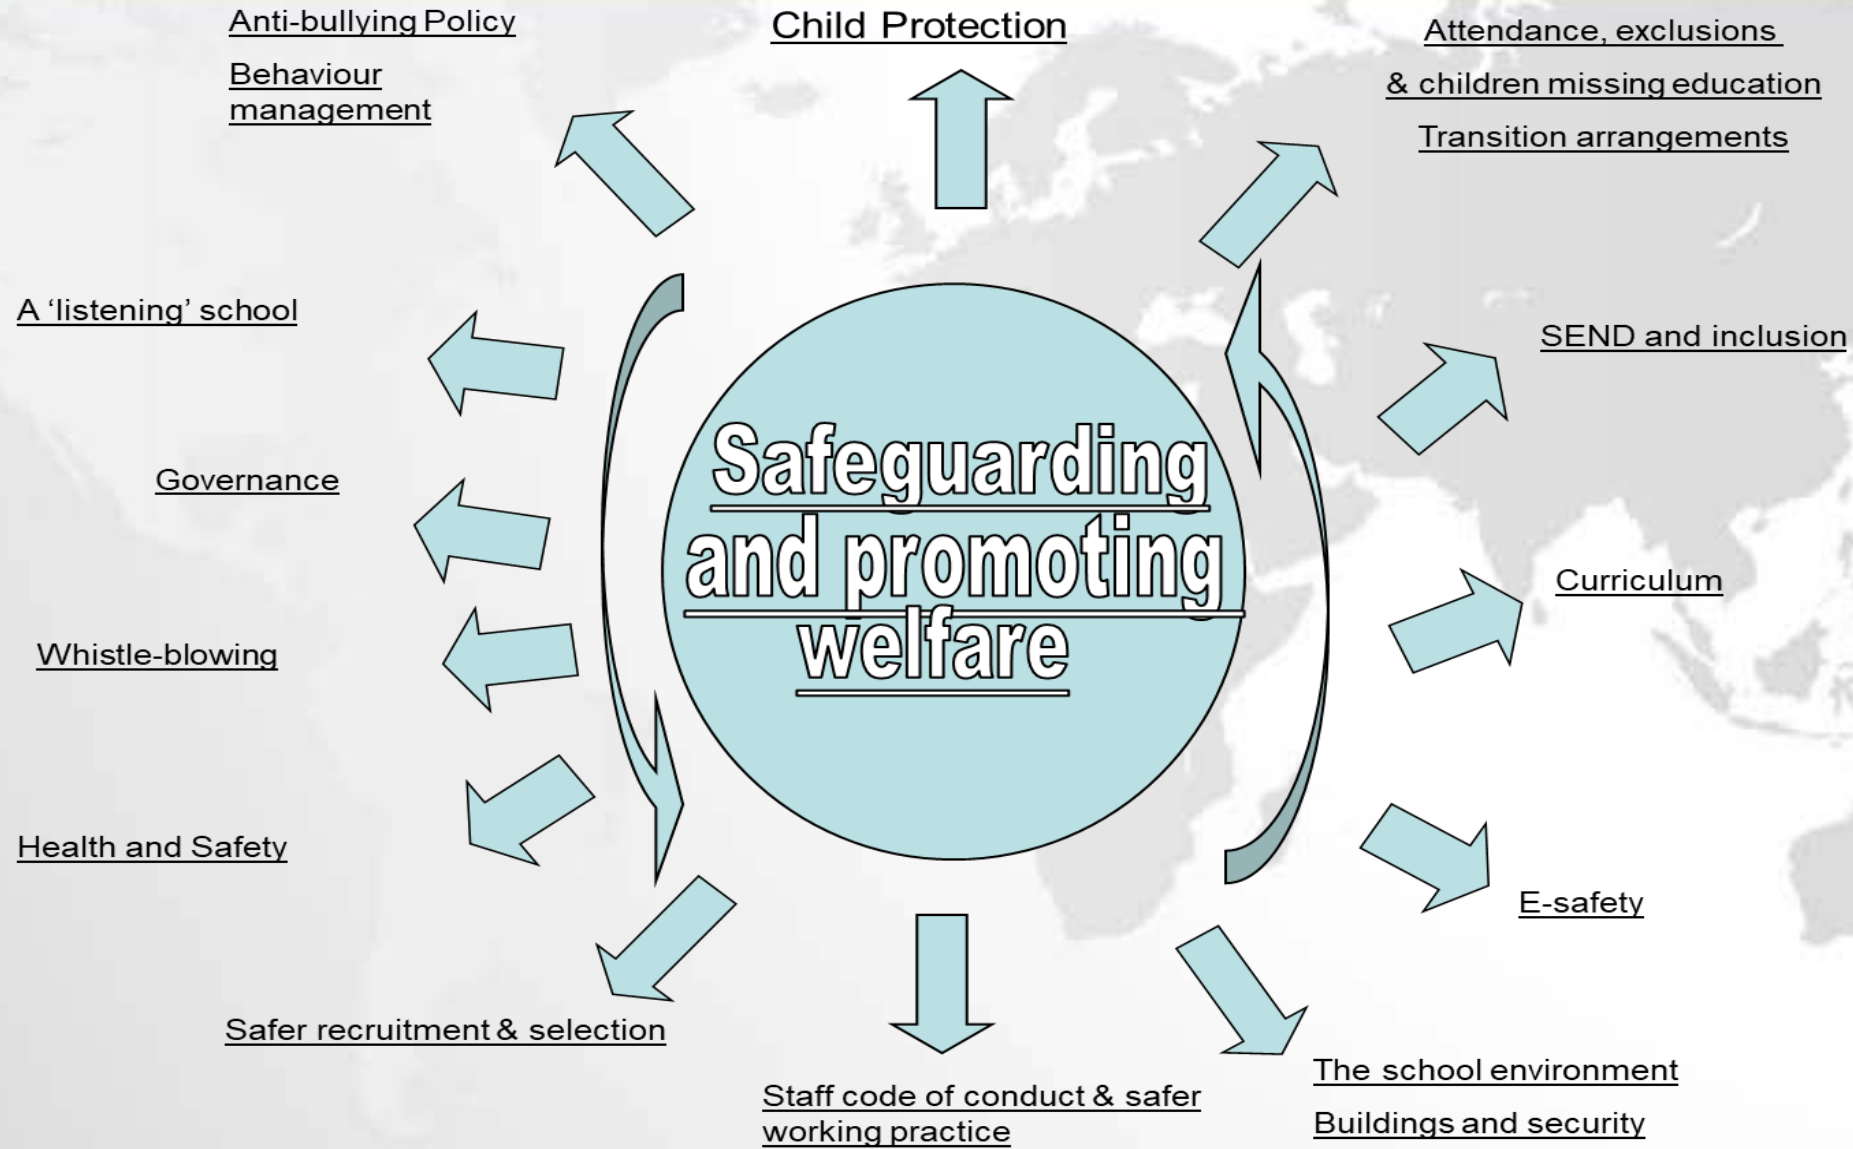 Anti-bullying Policy
Behaviour
management
Child Protection
Attendance, exclusions
& children missing education
Transition arrangements
A ‘listening’ school
SEND and inclusion
Governance
Safeguarding
and promoting
welfare
Curriculum
Whistle-blowing
Health and Safety
E-safety
Safer recruitment & selection
Staff code of conduct & safer
working practice
The school environment
Buildings and security